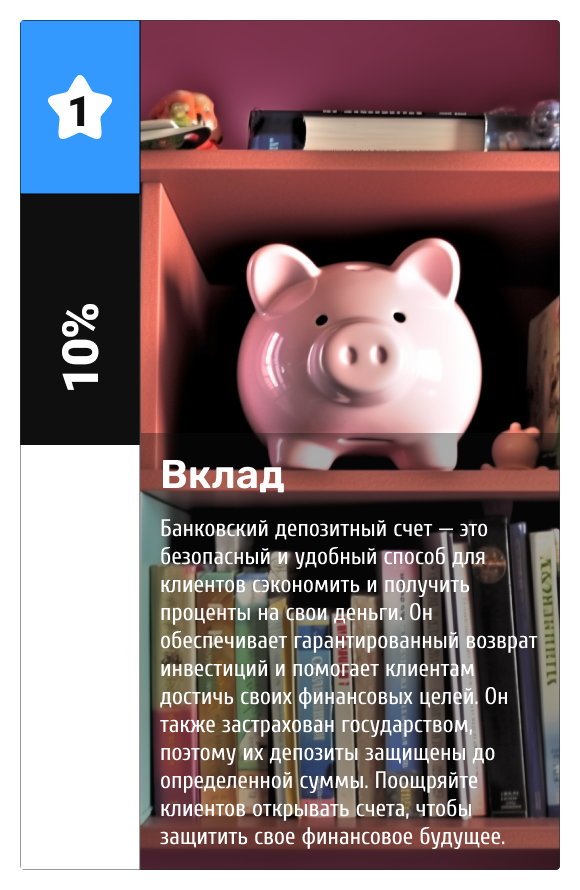 1
10%
Вклад
Банковский депозитный счет — это
безопасный и удобный способ для
клиентов сэкономить и получить
проценты на свои деньги. Он
обеспечивает гарантированный возврат
инвестиций и помогает клиентам
достичь своих финансовых целей. Он
также застрахован государством,
поэтому их депозиты защищены до
определенной суммы. Поощряйте
клиентов открывать счета, чтобы
защитить свое финансовое будущее.